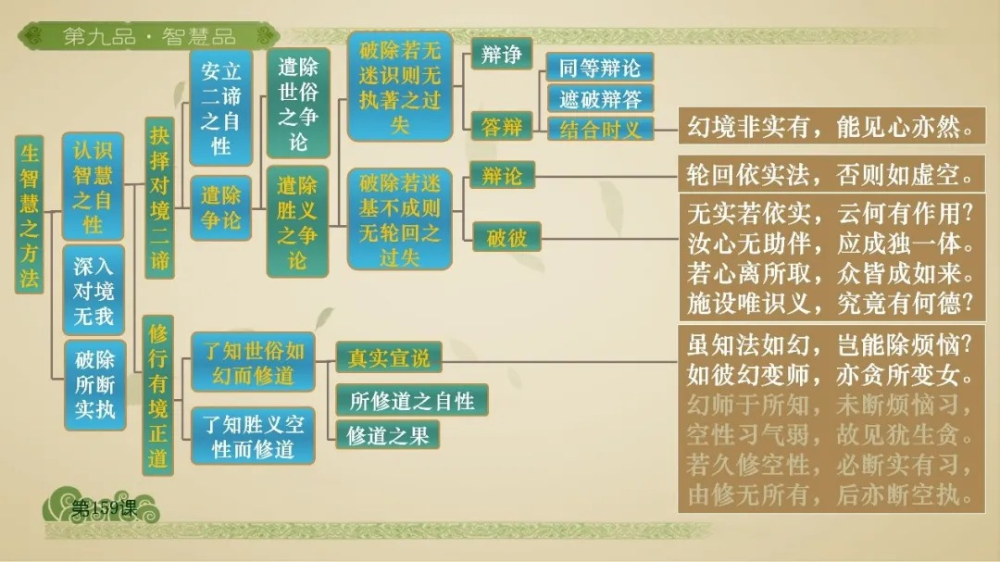 第九品·智慧品
生智慧之方法
认识
智慧
之自
性
深入
对境
无我
破除
所断
实执
抉择对境二谛
修行有境正道
安立
二谛
之自
性
遣除
争论
遣除
世俗
之争
论
遣除
胜义
之争
论
破除若无
迷识则无
执著之过
失
破除若迷
基不成则
无轮回之
过失
辩诤
答辩
同等辩论
遮破辩答
结合时义
辩论
破彼
了知世俗如
幻而修道
了知胜义空
性而修道
真实宣说
所修道之自性
修道之果
幻境非实有，能见心亦然。
轮回依实法，否则如虚空。
无实若依实，云何有作用？
汝心无助伴，应成独一体。
若心离所取，众皆成如来。
施设唯识义，究竟有何德？
虽知法如幻，岂能除烦恼？
如彼幻变师，亦贪所变女。
幻师于所知，未断烦恼习，
空性习气弱，故见犹生贪。
若久修空性，必断实有习，
由修无所有，后亦断空执。
第159课